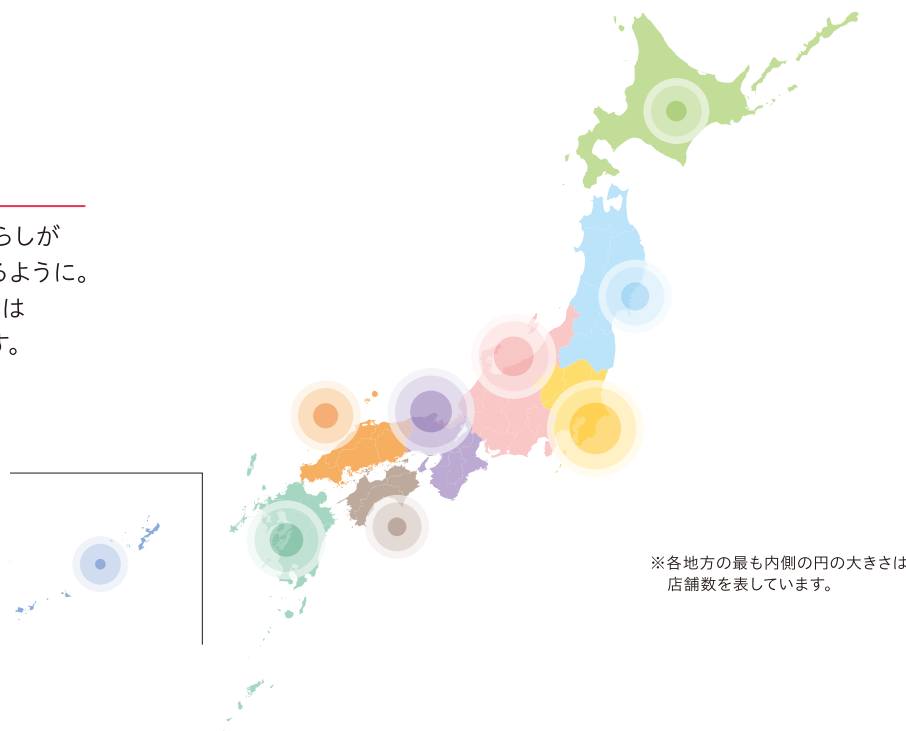 らしが
るように。
は
す。
※各地方の最も内側の円の大きさは
店舗数を表しています。